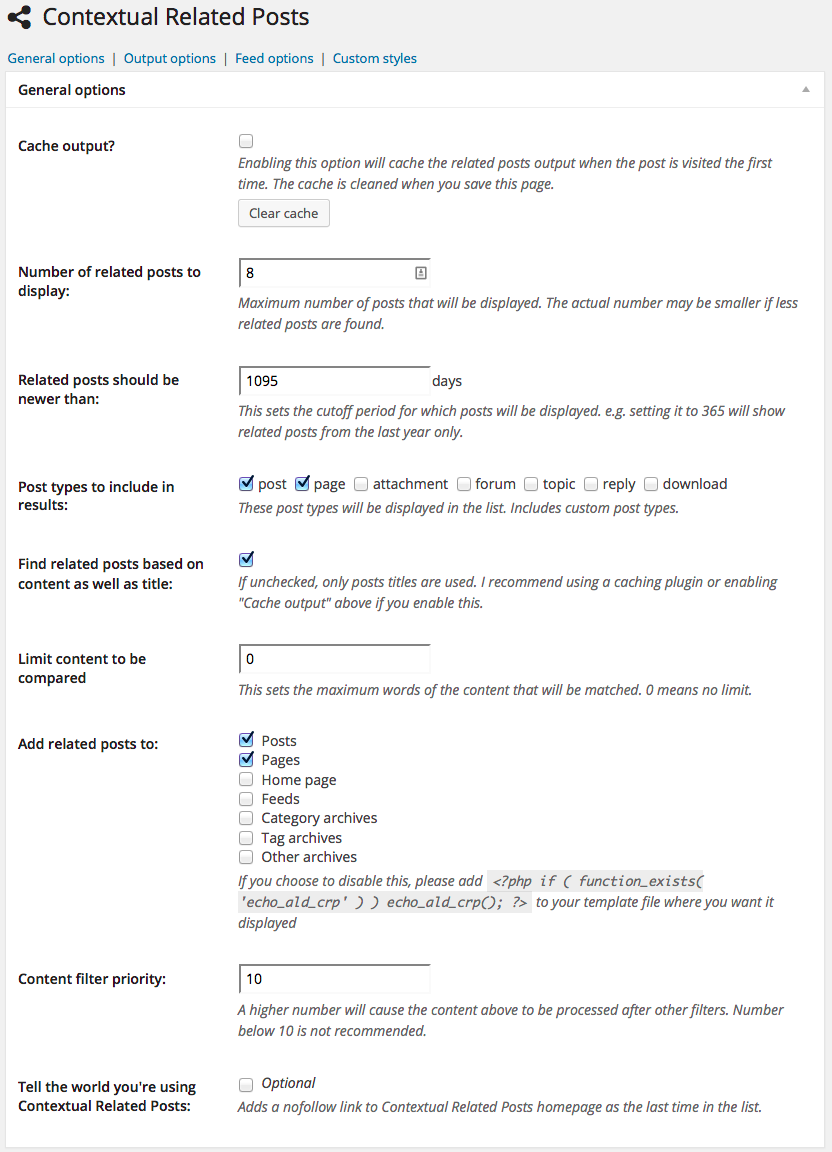 Contextual Related Posts
General options | Output options | Feed options | Custom styles
General options
Cache output?
Enabling this option will cache the related posts output when the post is visited the first
time. The cache is cleaned when you save this page.
Clear cache
Number of related posts to
display:
8
Maximum number of posts that will be displayed. The actual number may be smaller if less
related posts are found.
Related posts should be
newer than:
1095 days
This sets the cutoff period for which posts will be displayed. e.g. setting it to 365 will show
related posts from the last year only.
Post types to include in
results:
post page attachment forum topic reply download
These post types will be displayed in the list. Includes custom post types.
Find related posts based on
content as well as title:
If unchecked, only posts titles are used. I recommend using a caching plugin or enabling
"Cache output" above if you enable this.
Limit content to be
compared
0
This sets the maximum words of the content that will be matched. 0 means no limit.
Add related posts to:
Posts
Pages
Home page
Feeds
Category archives
Tag archives
Other archives
If you choose to disable this, please add <?php if ( function_exists(
'echo_ald_crp' ) ) echo_ald_crp(); ?> to your template file where you want it
displayed
Content filter priority:
10
A higher number will cause the content above to be processed after other filters. Number
below 10 is not recommended.
Tell the world you're using
Contextual Related Posts:
Optional
Adds a nofollow link to Contextual Related Posts homepage as the last time in the list.